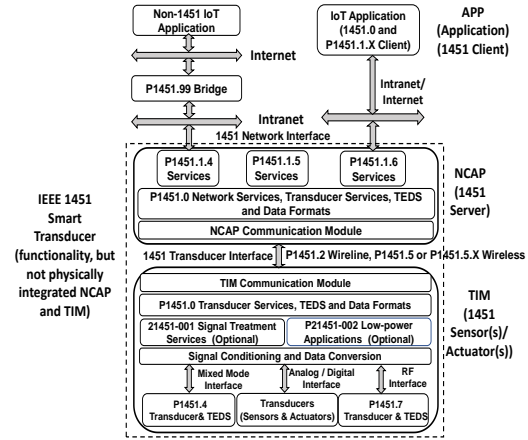 Non-1451 IoT
Application
IoT Application
(1451.0 and
P1451.1.X Client)
APP
(Application)
(1451 Client)
Internet
P1451.99 Bridge
Intranet/
Internet
Intranet
1451 Network Interface
P1451.1.4
Services
P1451.1.5
Services
P1451.1.6
Services
P1451.0 Network Services, Transducer Services, TEDS
and Data Formats
NCAP Communication Module
NCAP
(1451
Server)
IEEE 1451
Smart
Transducer
(functionality, but
not physically
integrated NCAP
and TIM)
1451 Transducer Interface
P1451.2 Wireline, P1451.5 or P1451.5.X Wireless
TIM Communication Module
P1451.0 Transducer Services, TEDS and Data Formats
21451-001 Signal Treatment
Services (Optional)
P21451-002 Low-power
Applications (Optional)
Signal Conditioning and Data Conversion
TIM
(1451
Sensor(s)/
Actuator(s))
Mixed Mode
Interface
Analog / Digital
Interface
RF
Interface
P1451.4
Transducer& TEDS
Transducers
(Sensors & Actuators)
P1451.7
Transducer & TEDS